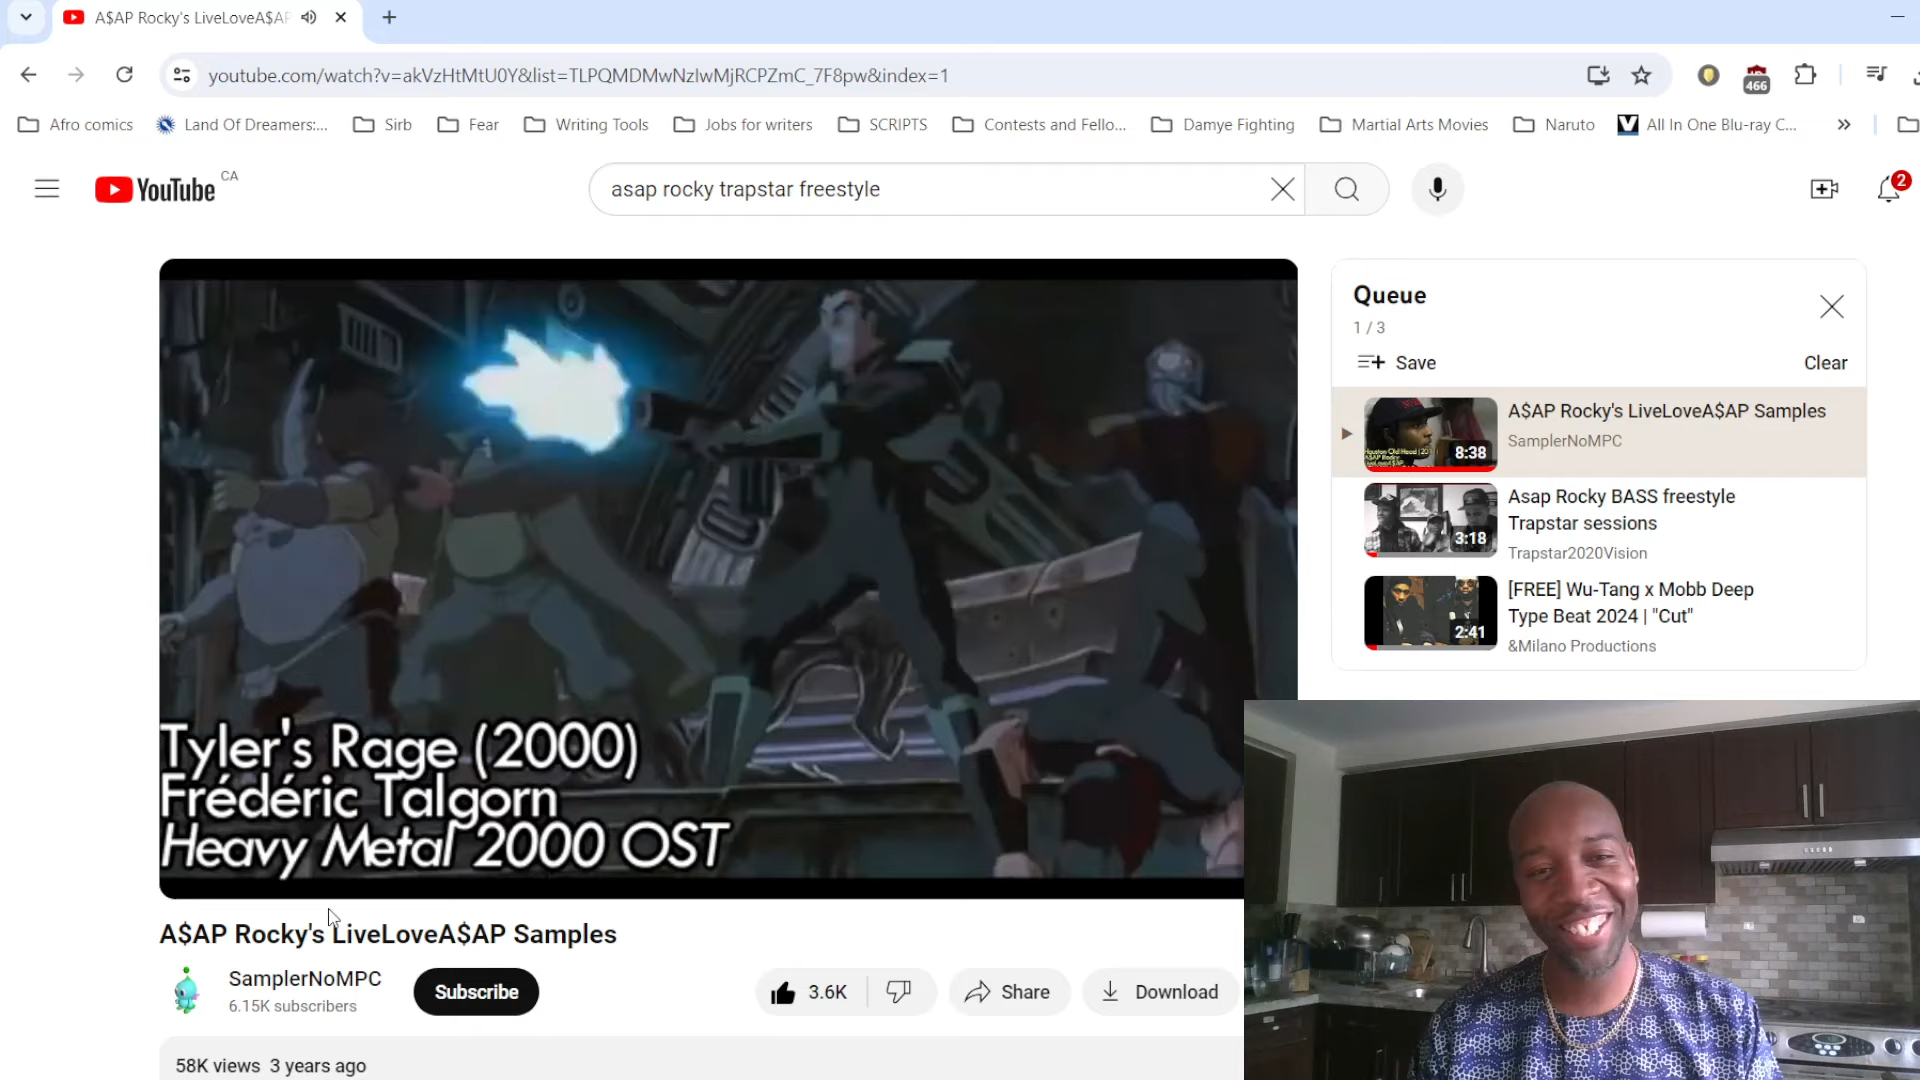 A$AP Rocky's LiveLoveA$AP
youtube.com/watch?v=akVzHtMtU0Y&list=TLPQMDMwNzIwMjRCPZmC_7F8pw&index=1
466
Afro comics
Land Of Dreamers:...
Sirb
Fear
Writing Tools
Jobs for writers
SCRIPTS
Contests and Fello...
Damye Fighting
Martial Arts Movies
Naruto
All In One Blu-ray C...
YouTube CA
asap rocky trapstar freestyle
2
Tyler's Rage (2000)
Frédéric Talgorn
Heavy Metal 2000 OST
Queue
1 / 3
Save
Clear
A$AP Rocky's LiveLoveA$AP Samples
SamplerNoMPC
8:38
Asap Rocky BASS freestyle
Trapstar sessions
Trapstar2020Vision
3:18
[FREE] Wu-Tang x Mobb Deep
Type Beat 2024 | "Cut"
&Milano Productions
2:41
A$AP Rocky's LiveLoveA$AP Samples
SamplerNoMPC
6.15K subscribers
Subscribe
3.6K
Share
Download
58K views 3 years ago